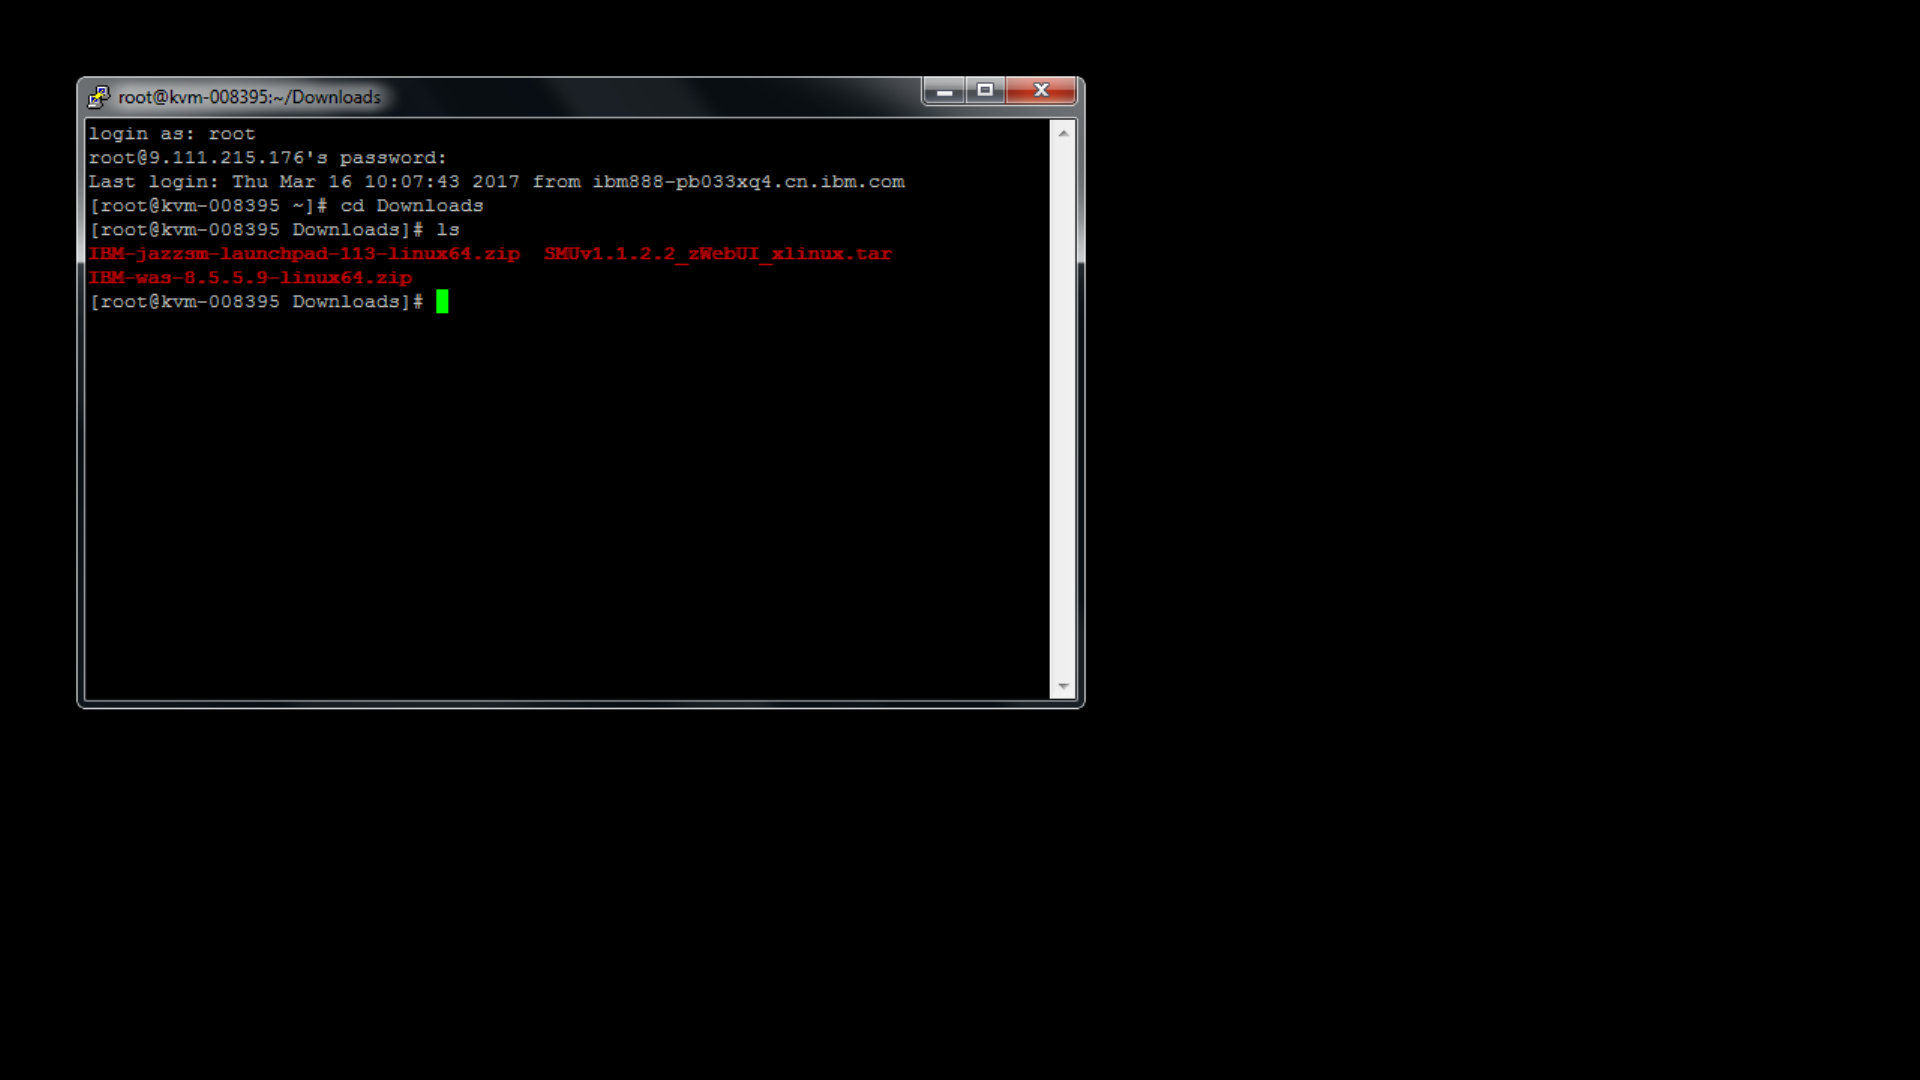 root@kvm-008395:~/Downloads
login as: root
root@9.111.215.176's password:
Last login: Thu Mar 16 10:07:43 2017 from ibm888-pb033xq4.cn.ibm.com
[root@kvm-008395 ~]# cd Downloads
[root@kvm-008395 Downloads]# ls
IBM-jazzsm-launchpad-113-linux64.zip  SMUv1.1.2.2_zWebUI_xlinux.tar
IBM-was-8.5.5.9-linux64.zip
[root@kvm-008395 Downloads]#